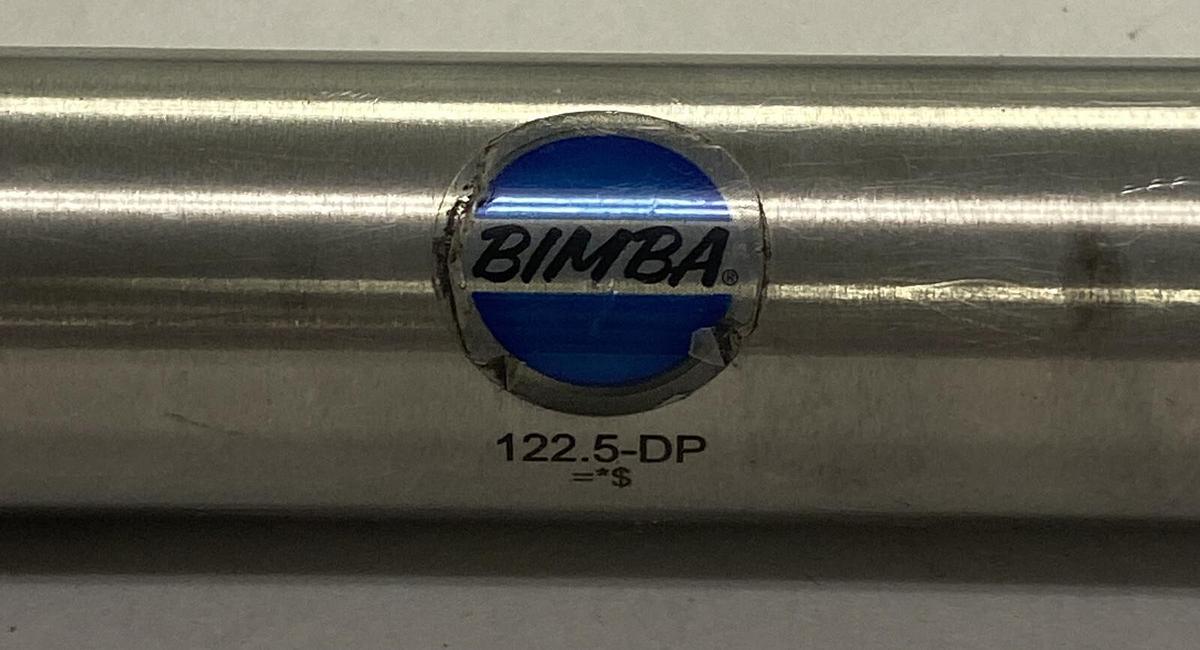 BIMBA®
122.5-DP
=*$